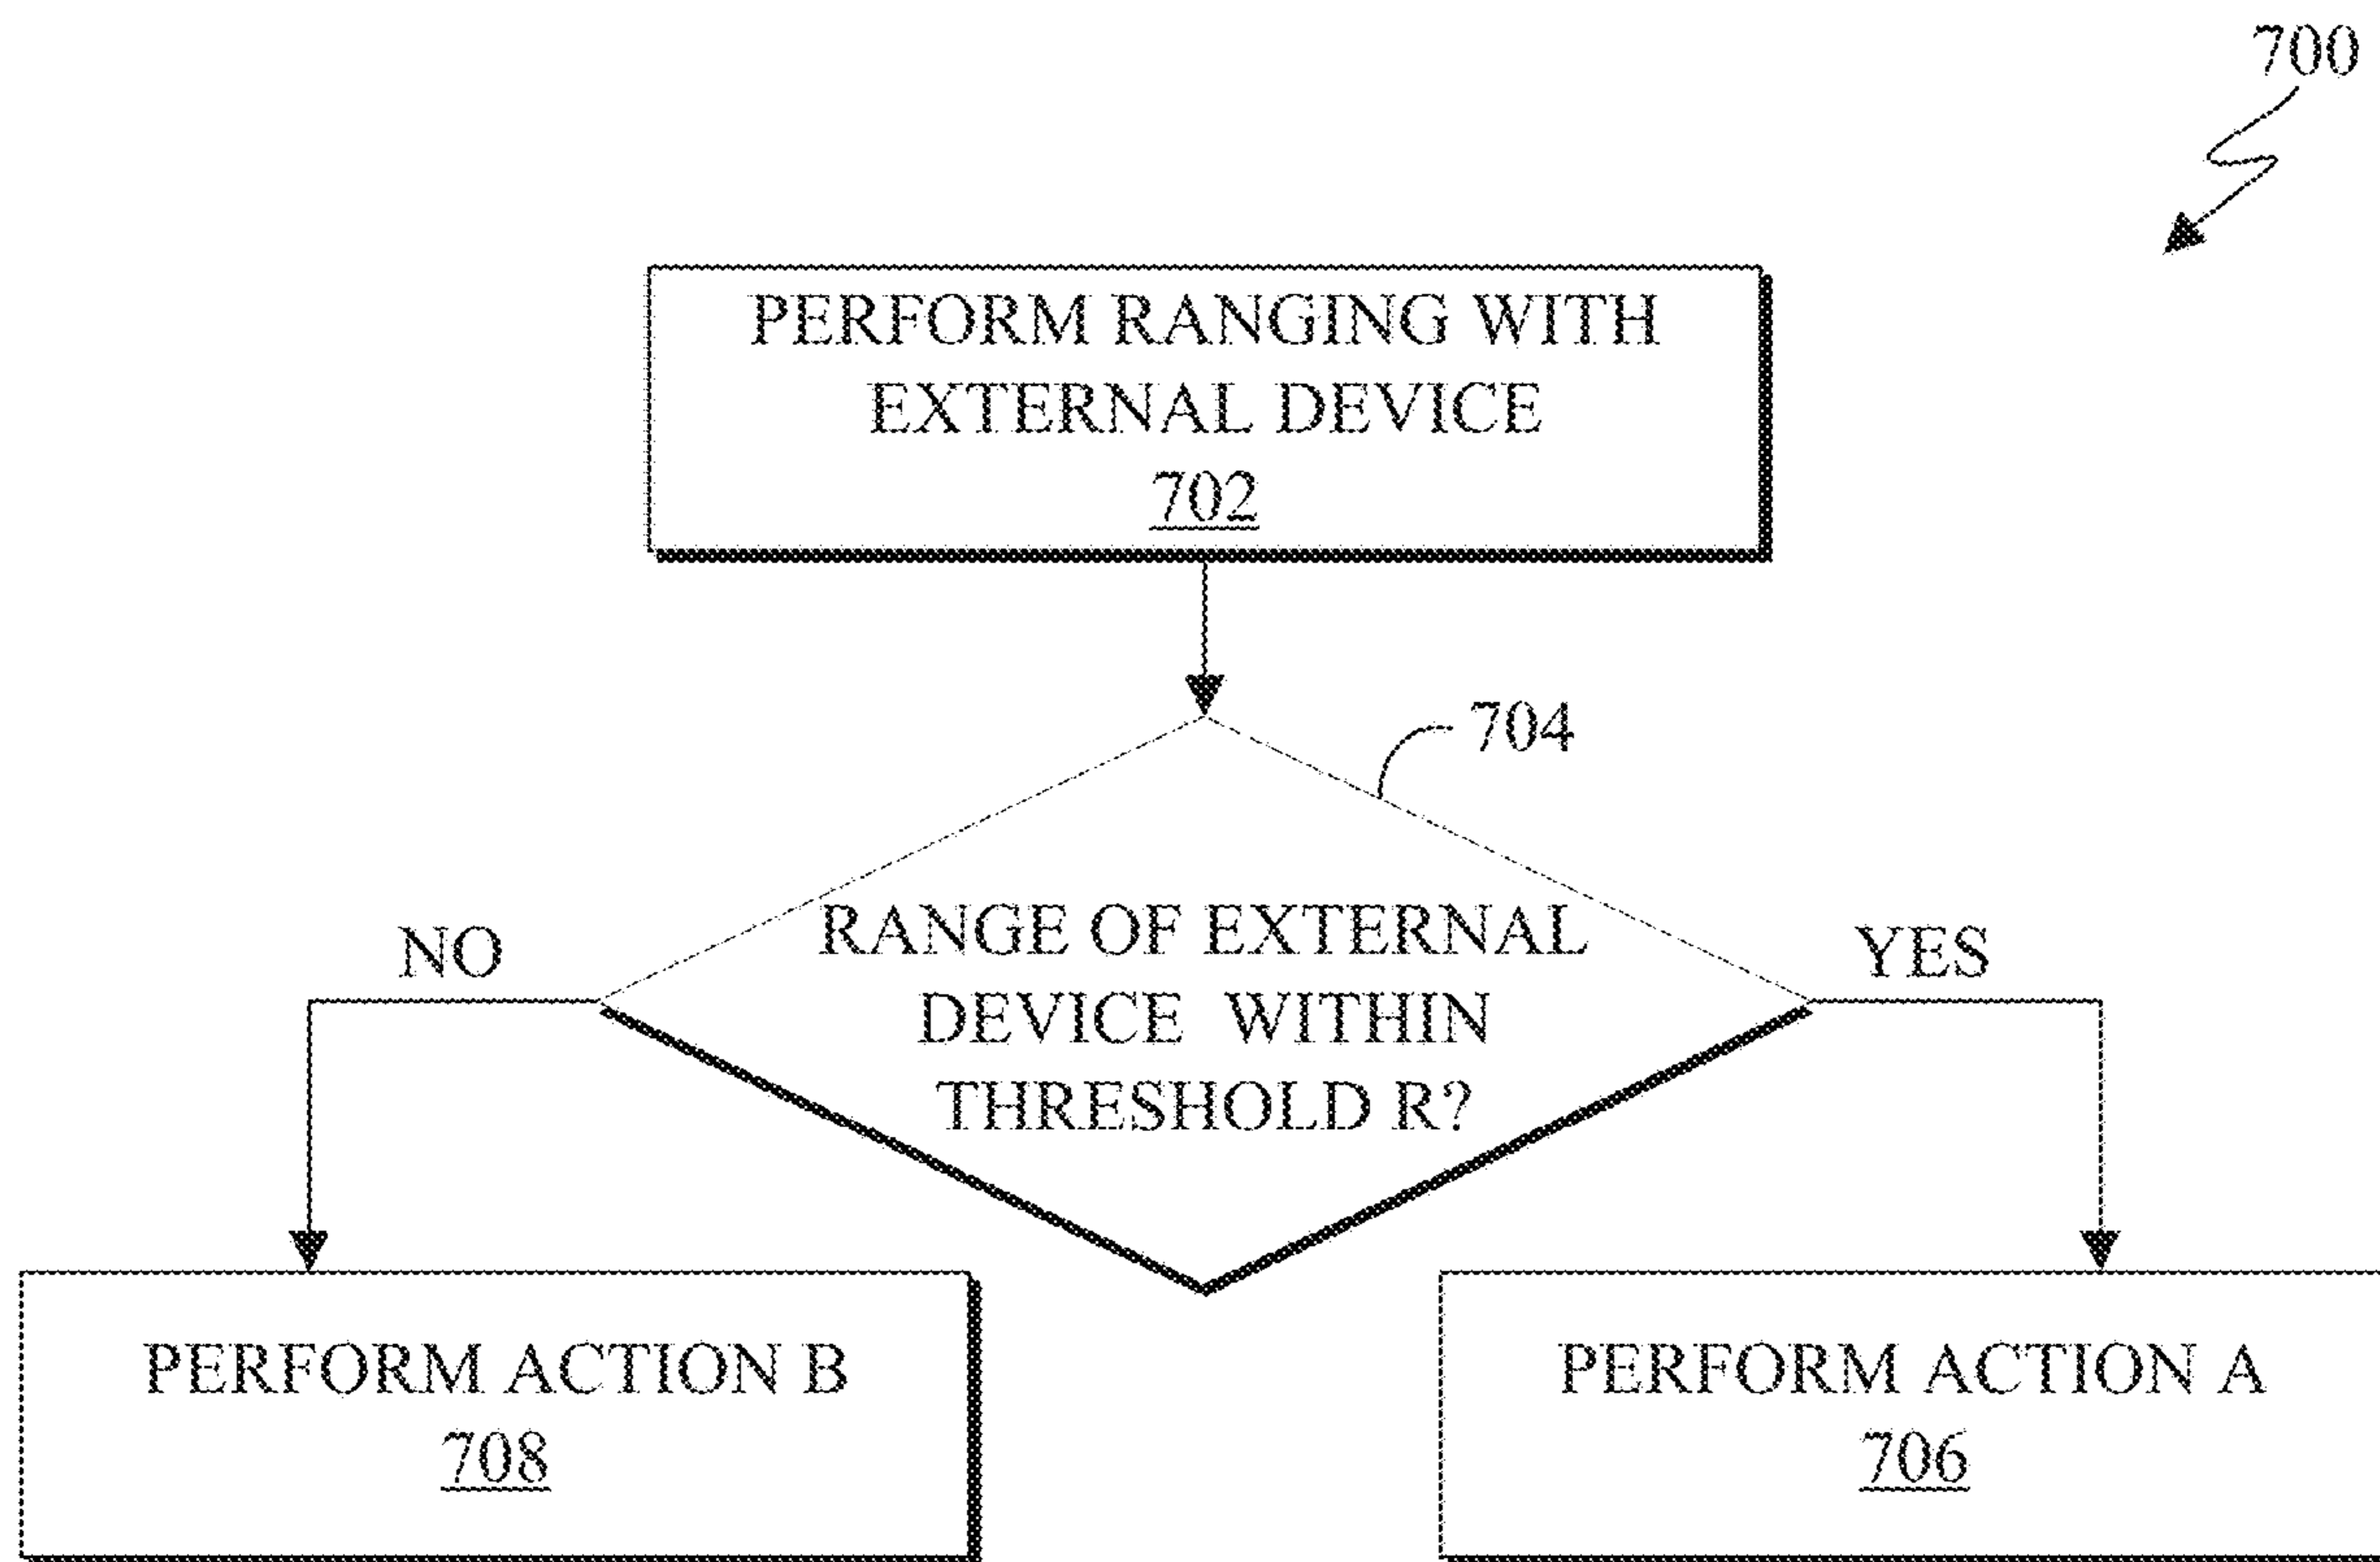 700
PERFORM RANGING WITH
EXTERNAL DEVICE
702
704
RANGE OF EXTERNAL
DEVICE WITHIN
THRESHOLD R?
NO
YES
PERFORM ACTION B
708
PERFORM ACTION A
706